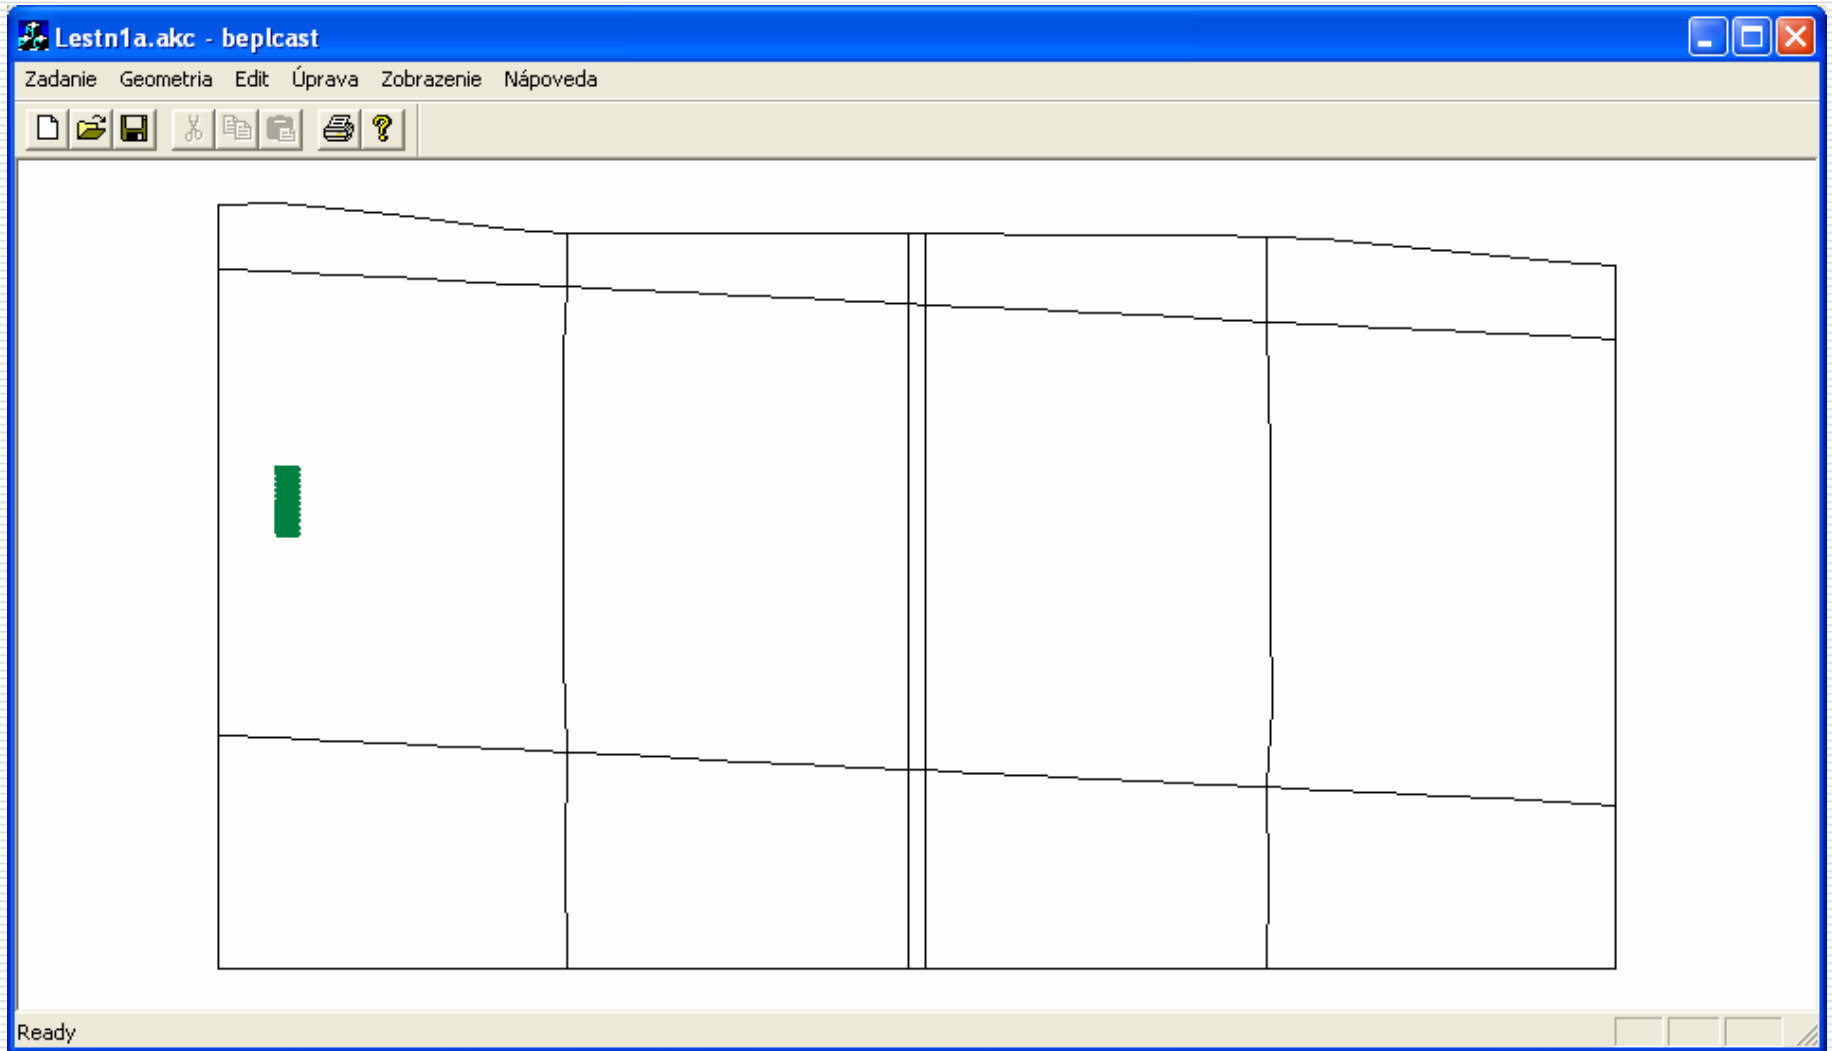 Lestn1a.akc - beplcast
Zadanie Geometria Edit Úprava Zobrazenie Nápoveda
Ready